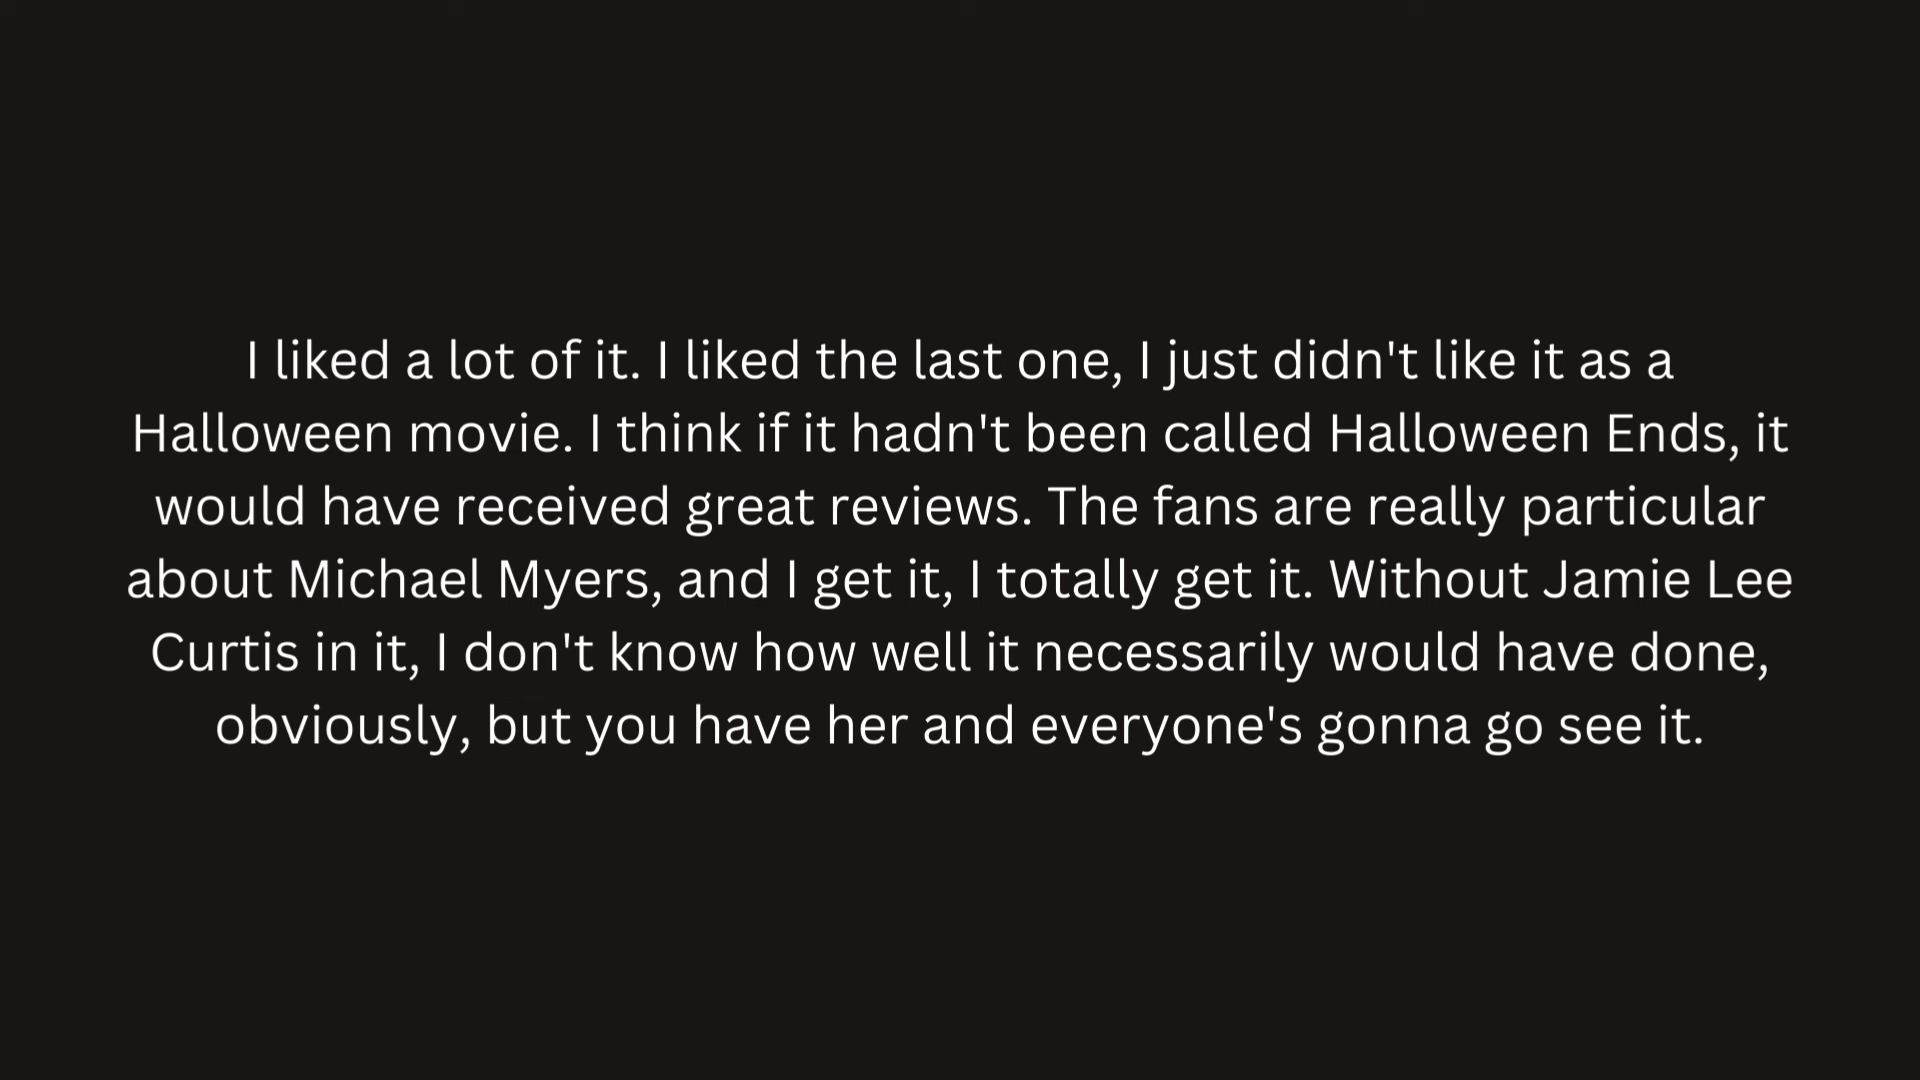 I liked a lot of it. I liked the last one, I just didn't like it as a
Halloween movie. I think if it hadn't been called Halloween Ends, it
would have received great reviews. The fans are really particular
about Michael Myers, and I get it, I totally get it. Without Jamie Lee
Curtis in it, I don't know how well it necessarily would have done,
obviously, but you have her and everyone's gonna go see it.